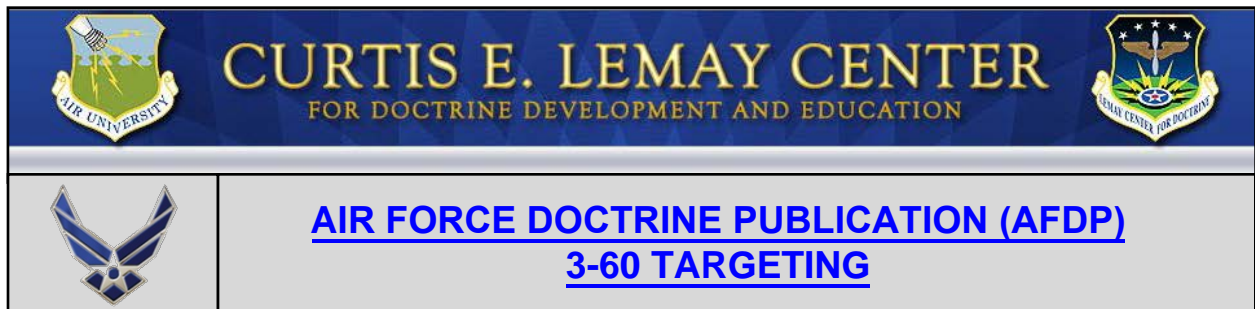 CURTIS E. LEMAY CENTER
FOR DOCTRINE DEVELOPMENT AND EDUCATION
AIR UNIVERSITY
LEMAY CENTER FOR DOCTRINE
AIR FORCE DOCTRINE PUBLICATION (AFDP)
3-60 TARGETING